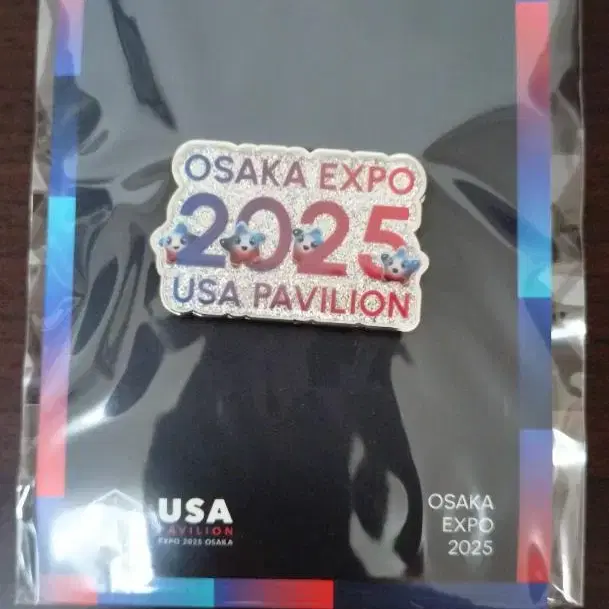 OSAKA EXPO
2025
USA PAVILION
USA
PAVILION
EXPO 2025 OSAKA
OSAKA
EXPO
2025